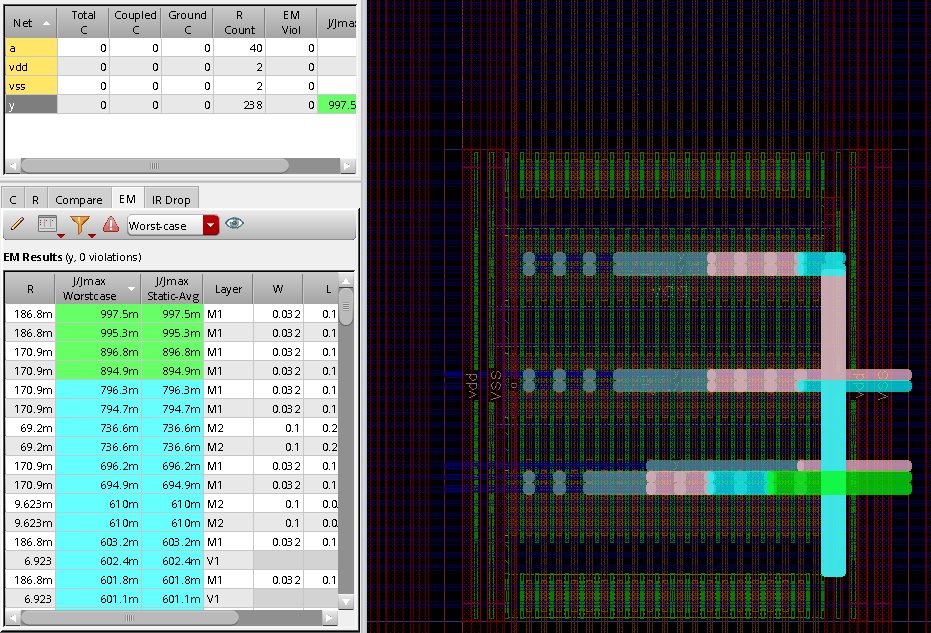 Net Total C Coupled C Ground C R Count EM Viol J/Jma
a 0 0 0 40 0
vdd 0 0 0 2 0
vss 0 0 0 2 0
y 0 0 0 238 0 997.5
C R Compare EM IR Drop
Worst-case
EM Results (y, 0 violations)
R J/Jmax Worstcase J/Jmax Static-Avg Layer W L
186.8m 997.5m 997.5m M1 0.032 0.1
186.8m 995.3m 995.3m M1 0.032 0.1
170.9m 896.8m 896.8m M1 0.032 0.1
170.9m 894.9m 894.9m M1 0.032 0.1
170.9m 796.3m 796.3m M1 0.032 0.1
170.9m 794.7m 794.7m M1 0.032 0.1
69.2m 736.6m 736.6m M2 0.1 0.2
69.2m 736.6m 736.6m M2 0.1 0.2
170.9m 696.2m 696.2m M1 0.032 0.1
170.9m 694.9m 694.9m M1 0.032 0.1
9.623m 610m 610m M2 0.1 0.0
9.623m 610m 610m M2 0.1 0.0
186.8m 603.2m 603.2m M1 0.032 0.1
6.923 602.4m 602.4m V1
186.8m 601.8m 601.8m M1 0.032 0.1
6.923 601.1m 601.1m V1
vdd
vss
vdd
vss